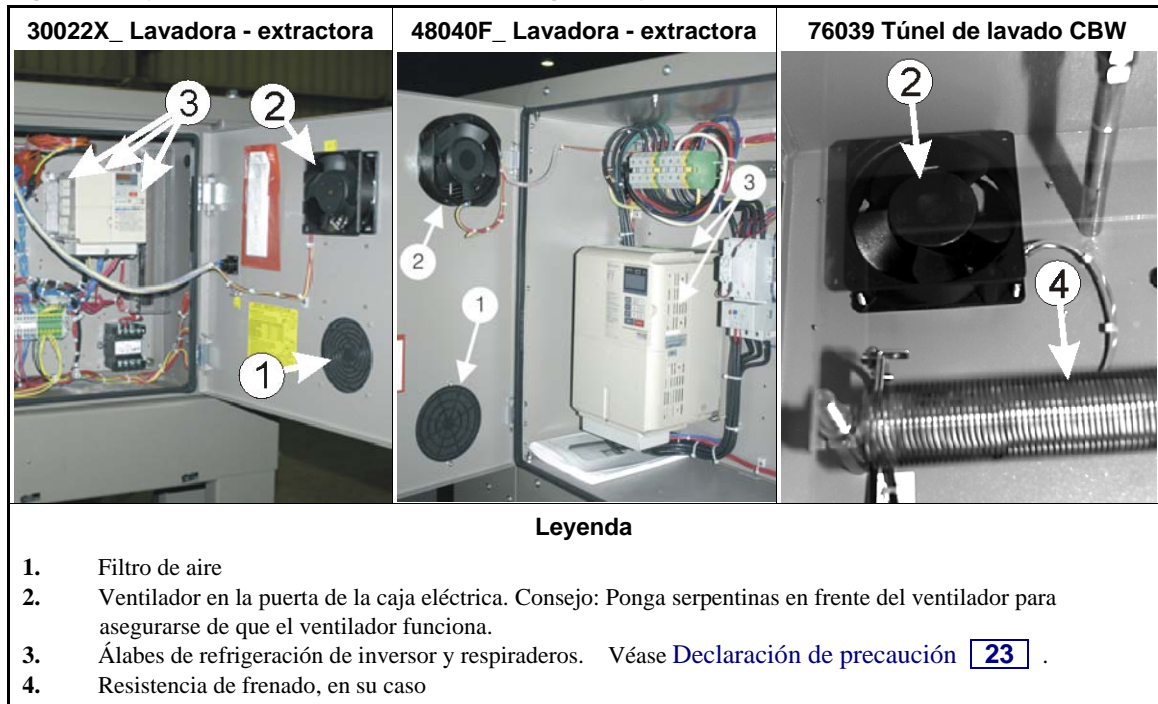 30022X_ Lavadora - extractora
48040F_ Lavadora - extractora
76039 Túnel de lavado CBW
3
2
1
2
1
3
2
4
Leyenda
1. Filtro de aire
2. Ventilador en la puerta de la caja eléctrica. Consejo: Ponga serpentinas en frente del ventilador para
asegurarse de que el ventilador funciona.
3. Álabes de refrigeración de inversor y respiraderos. Véase Declaración de precaución 23 .
4. Resistencia de frenado, en su caso